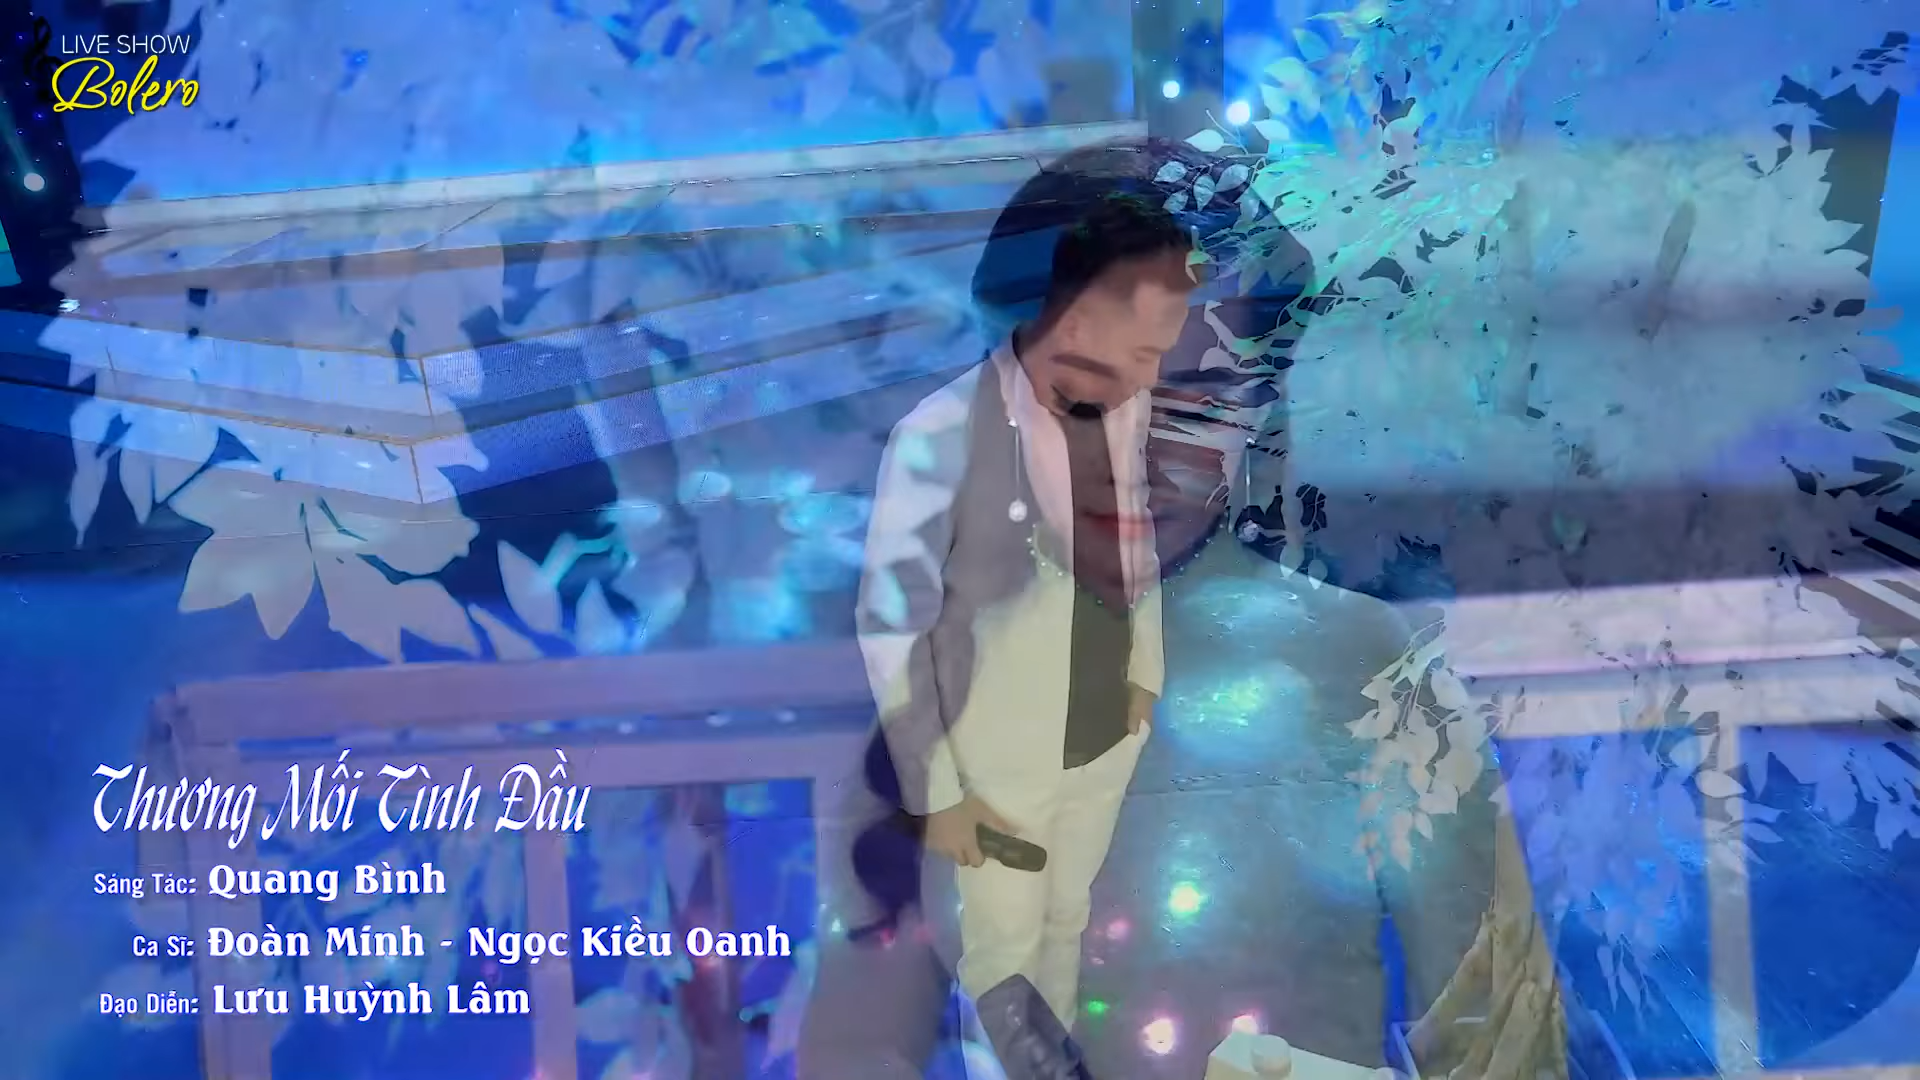 LIVE SHOW
Bolero
Thương Mối Tình Đầu
Sáng Tác: Quang Bình
Ca Sĩ: Đoàn Minh - Ngọc Kiều Oanh
Đạo Diễn: Lưu Huỳnh Lâm